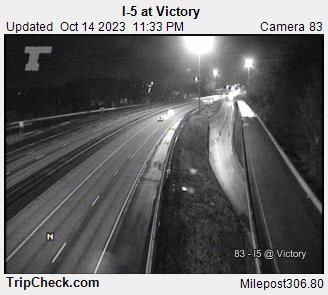 I-5 at Victory
Updated Oct 14 2023 11:33 PM Camera 83
T
N
83 - I5 @ Victory
TripCheck.com Milepost306.80